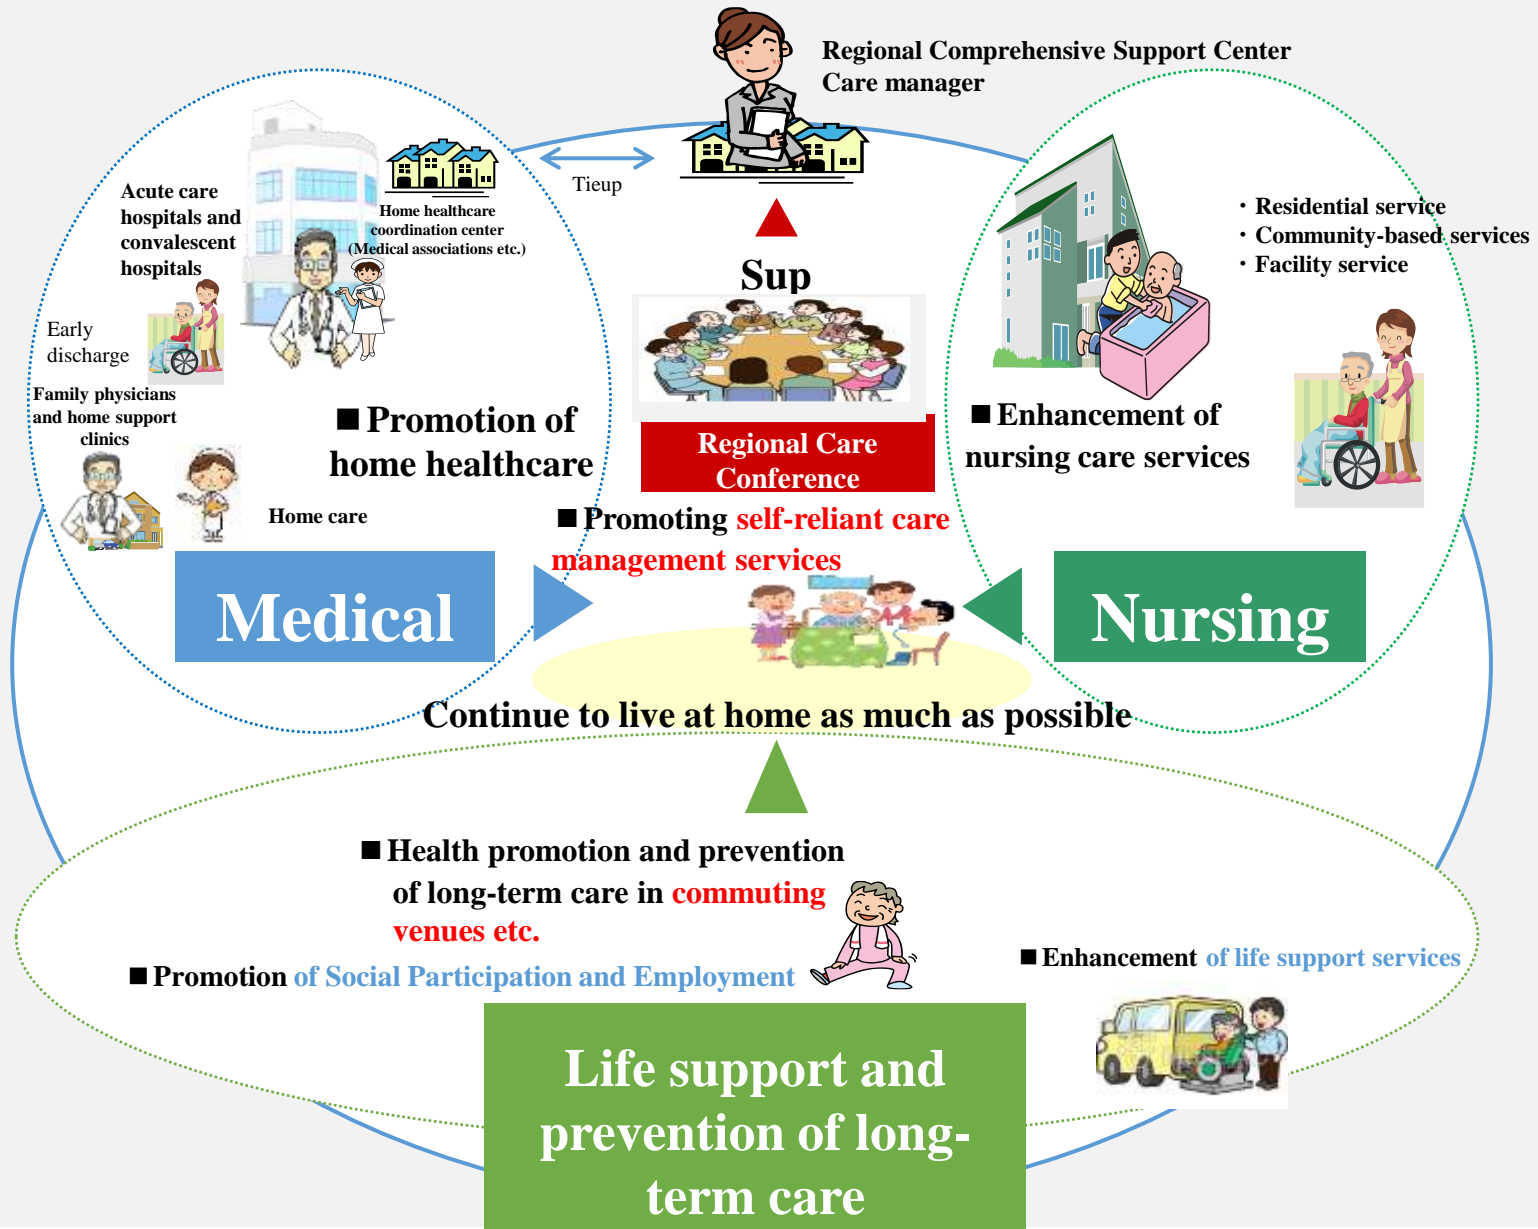 Regional Comprehensive Support Center
Care manager
Tieup
Acute care
hospitals and
convalescent
hospitals
Home healthcare
coordination center
(Medical associations etc.)
Early
discharge
Family physicians
and home support
clinics
■ Promotion of
home healthcare
Home care
Medical
Sup
Regional Care
Conference
■ Promoting self-reliant care
management services
・Residential service
・Community-based services
・Facility service
■ Enhancement of
nursing care services
Nursing
Continue to live at home as much as possible
■ Health promotion and prevention
of long-term care in commuting
venues etc.
■ Promotion of Social Participation and Employment
■ Enhancement of life support services
Life support and
prevention of long-
term care